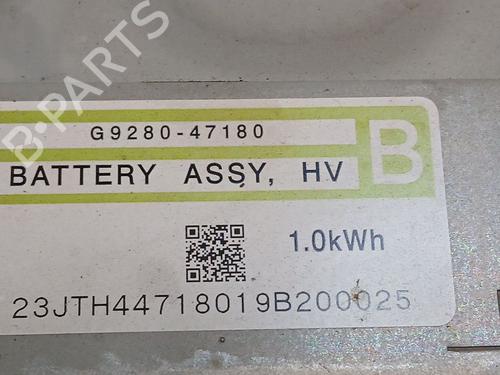 G9280-47180
BATTERY ASSY, HV
B
1.0kWh
23JTH44718019B200025
B-PARTS